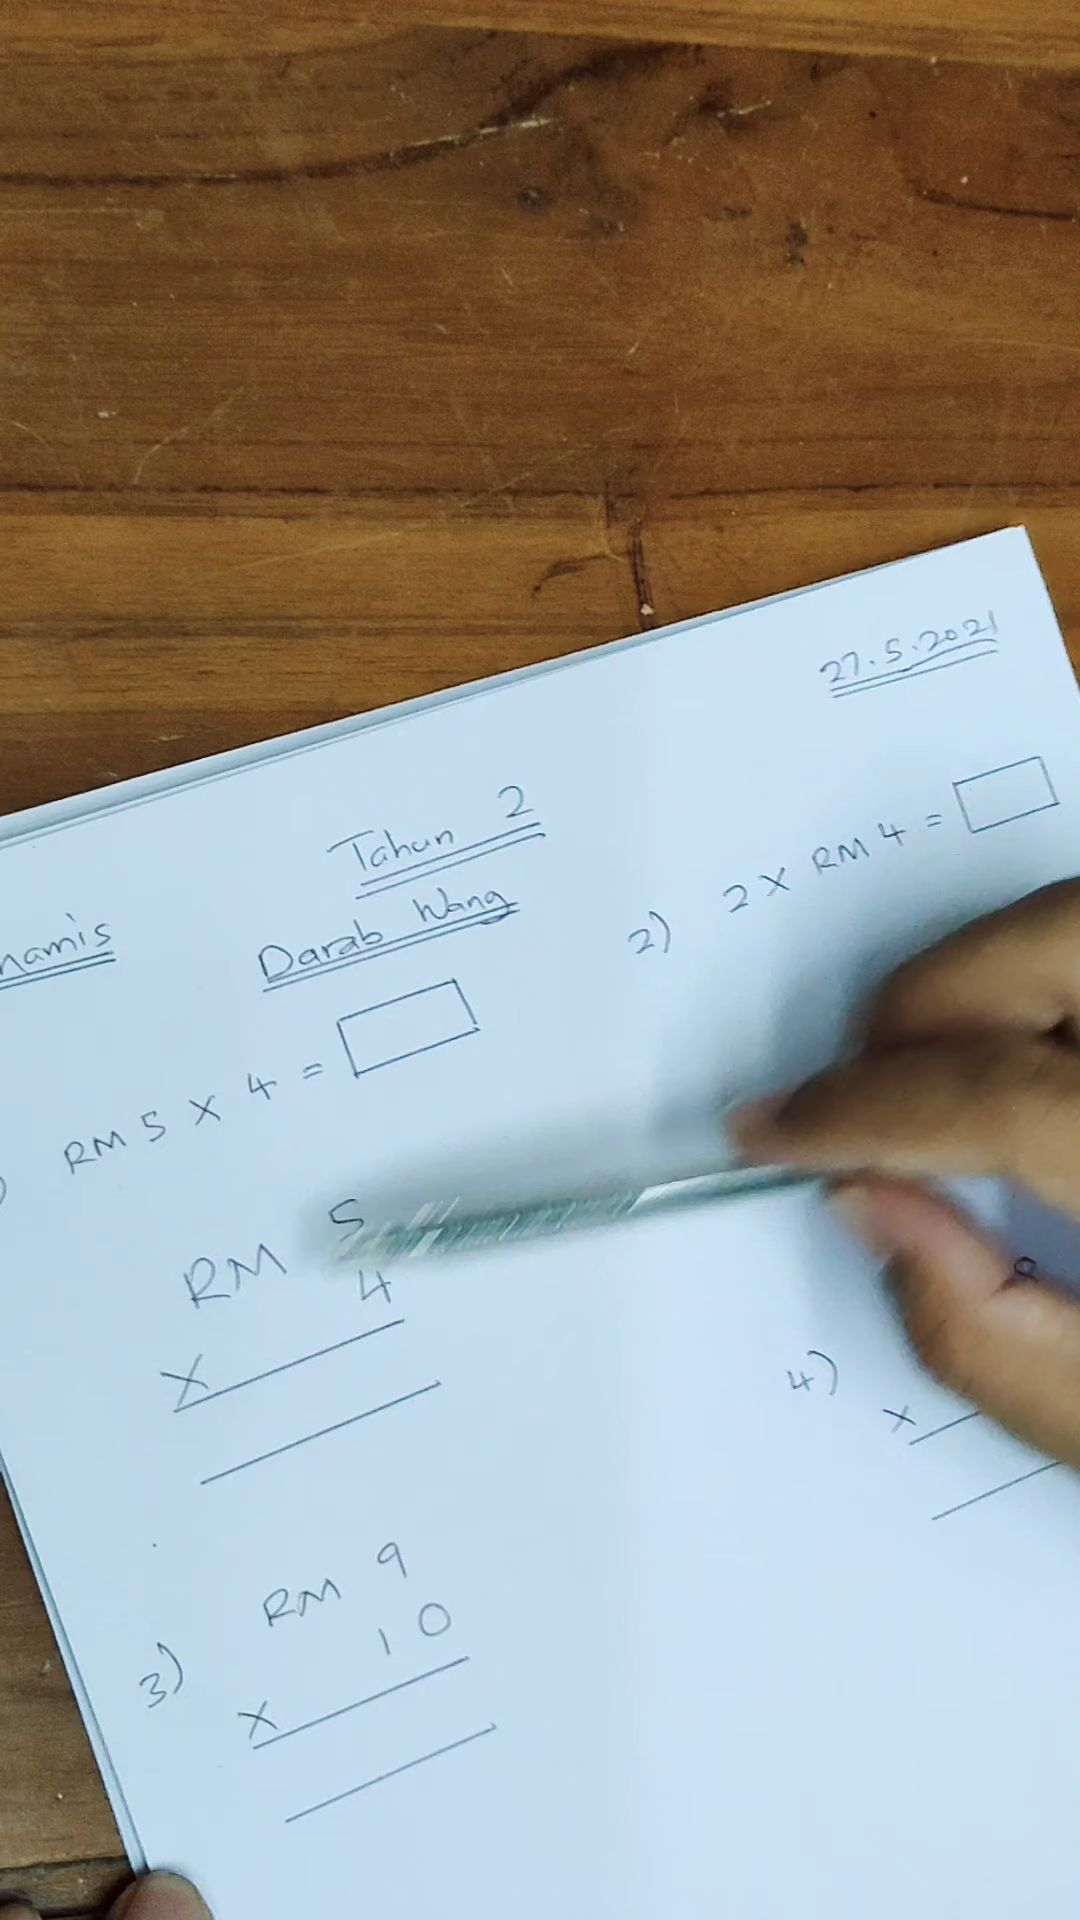 27.5.2021
Tahun 2
Darab Wang
RM 5 X 4 =
RM 5
4
X
2) 2 X RM 4 =
3) RM 9
10
X
4)
X